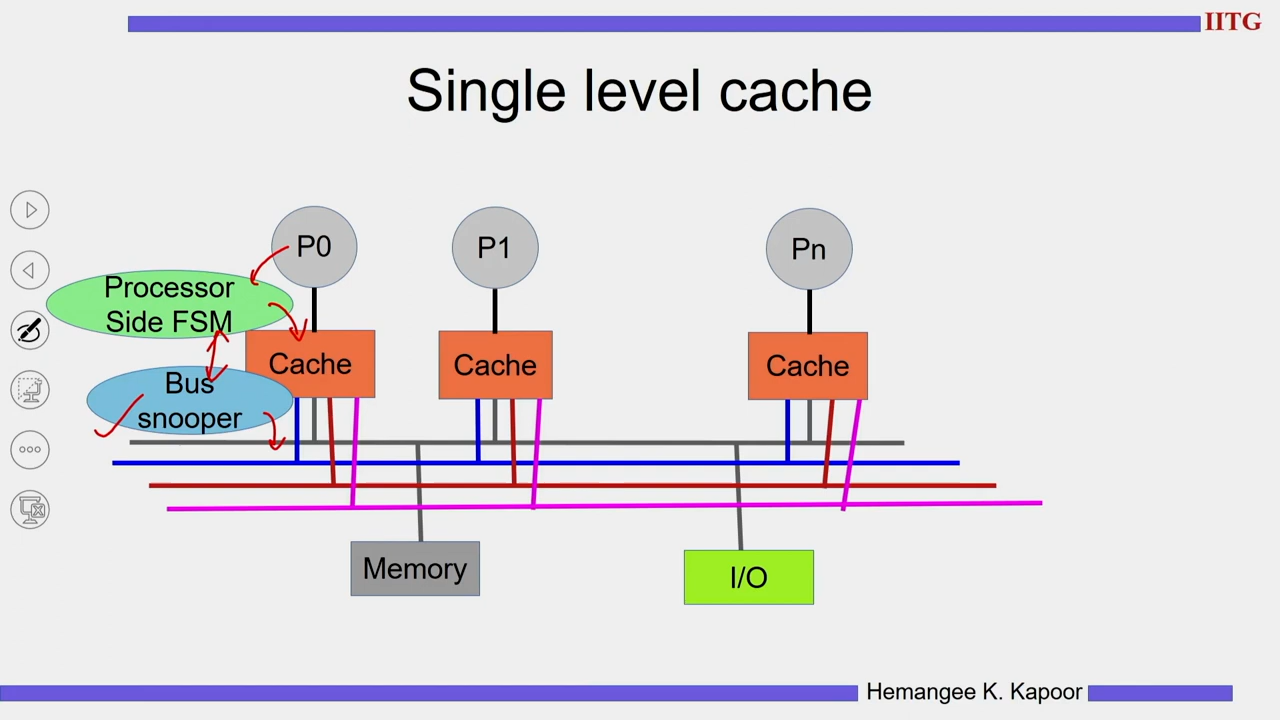 IITG
Single level cache
P0
P1
Pn
Processor
Side FSM
Cache
Cache
Cache
Bus
snooper
Memory
I/O
Hemangee K. Kapoor